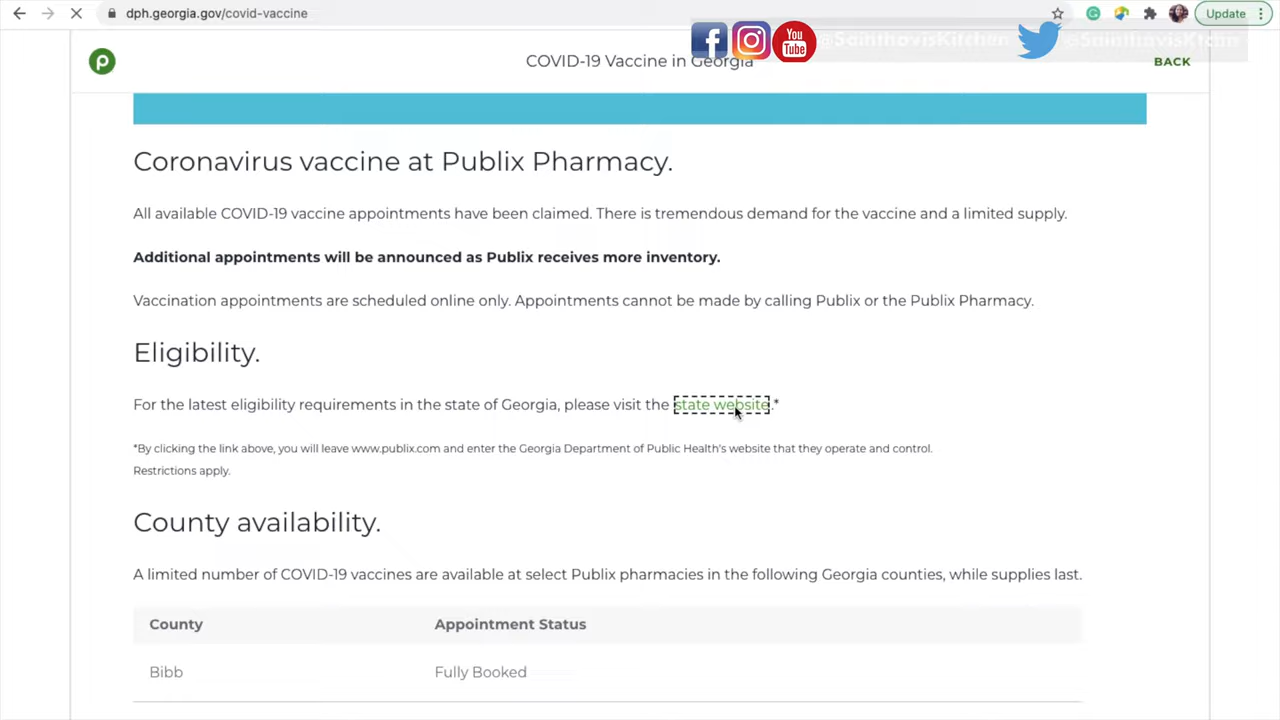 dph.georgia.gov/covid-vaccine
Update
@SainthavisKitchen
COVID-19 Vaccine in Georgia
BACK
Coronavirus vaccine at Publix Pharmacy.
All available COVID-19 vaccine appointments have been claimed. There is tremendous demand for the vaccine and a limited supply.
Additional appointments will be announced as Publix receives more inventory.
Vaccination appointments are scheduled online only. Appointments cannot be made by calling Publix or the Publix Pharmacy.
Eligibility.
For the latest eligibility requirements in the state of Georgia, please visit the state website.*
*By clicking the link above, you will leave www.publix.com and enter the Georgia Department of Public Health's website that they operate and control.
Restrictions apply.
County availability.
A limited number of COVID-19 vaccines are available at select Publix pharmacies in the following Georgia counties, while supplies last.
County Appointment Status
Bibb Fully Booked